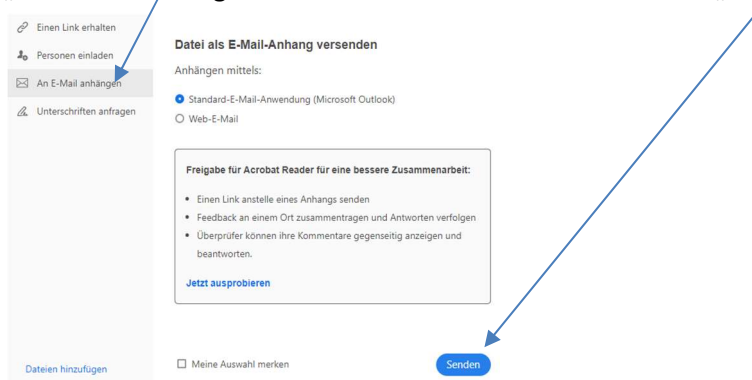 Einen Link erhalten
Personen einladen
An E-Mail anhängen
Unterschriften anfragen
Dateien hinzufügen
Datei als E-Mail-Anhang versenden
Anhängen mittels:
Standard-E-Mail-Anwendung (Microsoft Outlook)
Web-E-Mail
Freigabe für Acrobat Reader für eine bessere Zusammenarbeit:
• Einen Link anstelle eines Anhangs senden
• Feedback an einem Ort zusammentragen und Antworten verfolgen
• Überprüfer können ihre Kommentare gegenseitig anzeigen und
beantworten.
Jetzt ausprobieren
Meine Auswahl merken
Senden